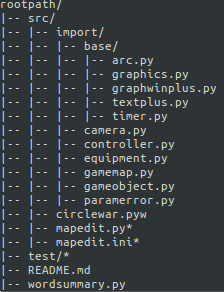 rootpath/
|-- src/
|-- |-- import/
|-- |-- |-- base/
|-- |-- |-- |-- arc.py
|-- |-- |-- |-- graphics.py
|-- |-- |-- |-- graphwinplus.py
|-- |-- |-- |-- textplus.py
|-- |-- |-- |-- timer.py
|-- |-- |-- camera.py
|-- |-- |-- controller.py
|-- |-- |-- equipment.py
|-- |-- |-- gamemap.py
|-- |-- |-- gameobject.py
|-- |-- |-- paramerror.py
|-- |-- circlewar.pyw
|-- |-- mapedit.py*
|-- |-- mapedit.ini*
|-- test/*
|-- README.md
|-- wordsummary.py